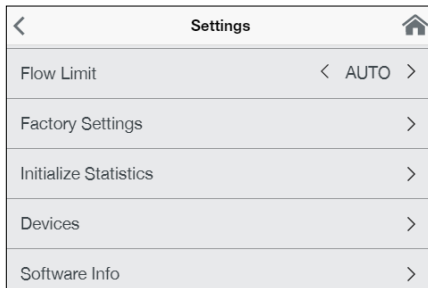 Settings
Flow Limit < AUTO >
Factory Settings >
Initialize Statistics >
Devices >
Software Info >